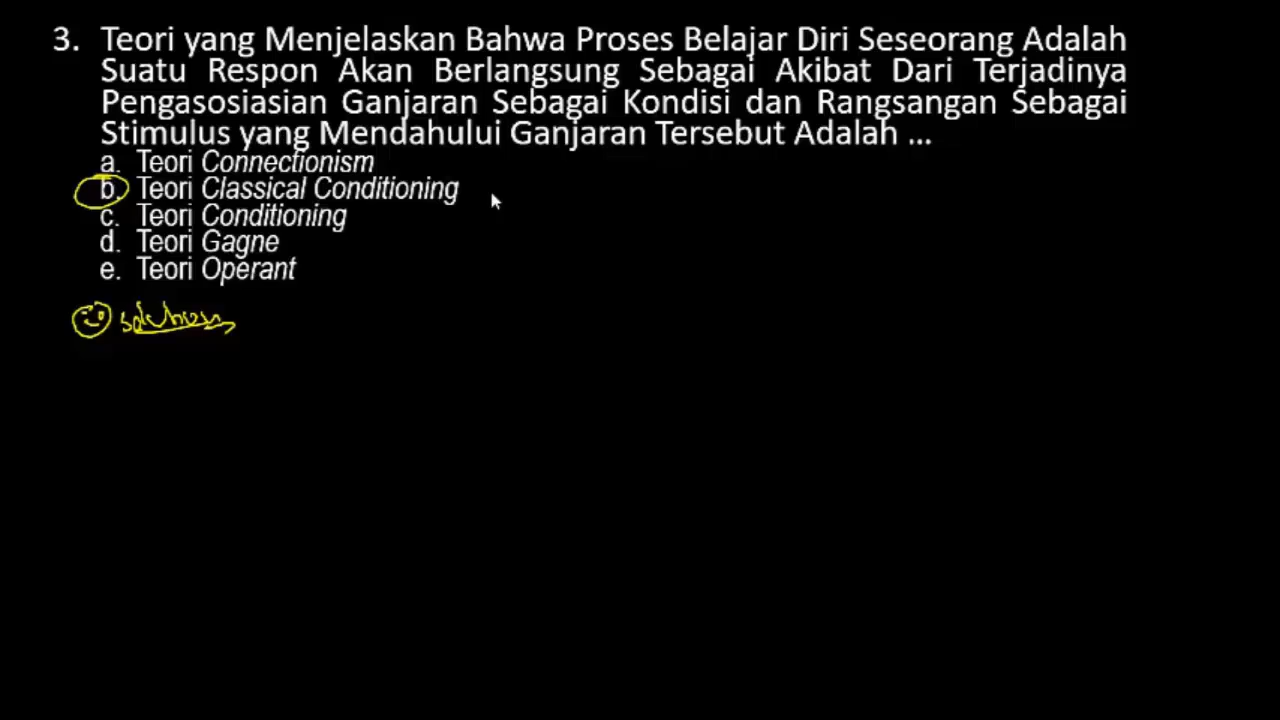 3. Teori yang Menjelaskan Bahwa Proses Belajar Diri Seseorang Adalah
Suatu Respon Akan Berlangsung Sebagai Akibat Dari Terjadinya
Pengasosiasian Ganjaran Sebagai Kondisi dan Rangsangan Sebagai
Stimulus yang Mendahului Ganjaran Tersebut Adalah ...
a. Teori Connectionism
b. Teori Classical Conditioning
c. Teori Conditioning
d. Teori Gagne
e. Teori Operant